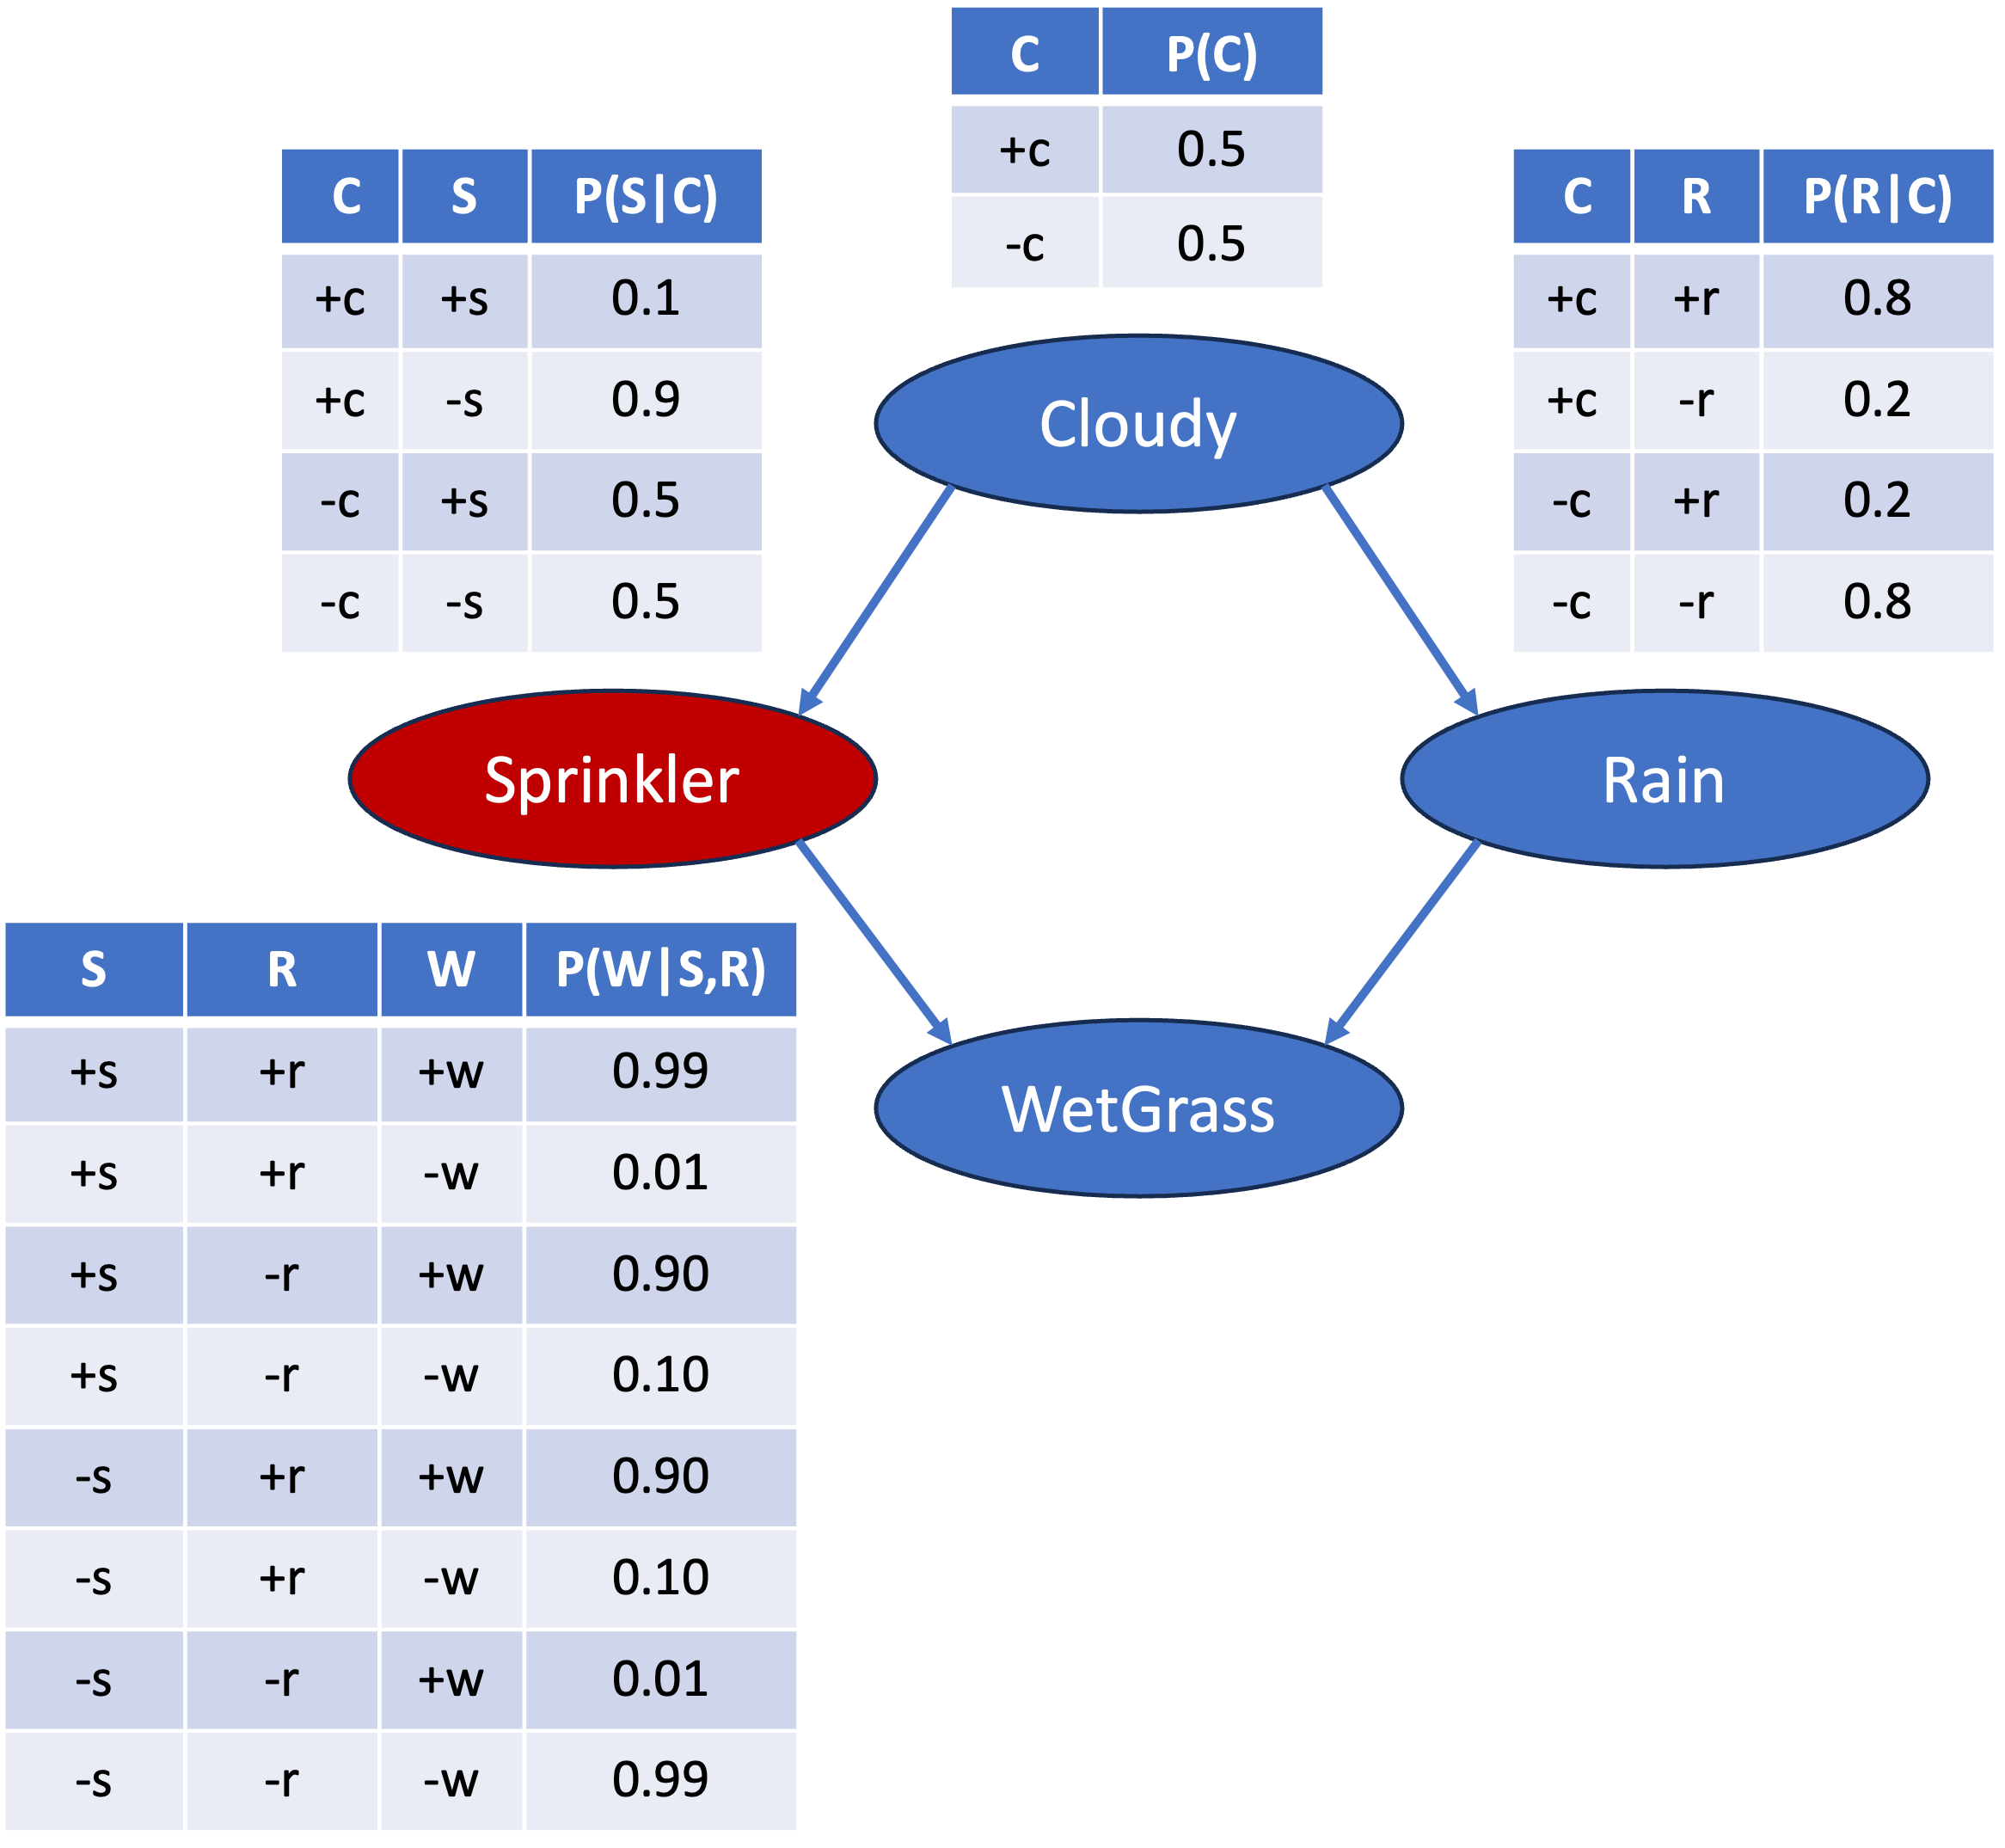 C P(C)
+c 0.5
-c 0.5
C S P(S|C)
+c +s 0.1
+c -s 0.9
-c +s 0.5
-c -s 0.5
C R P(R|C)
+c +r 0.8
+c -r 0.2
-c +r 0.2
-c -r 0.8
Cloudy
Sprinkler
Rain
WetGrass
S R W P(W|S,R)
+s +r +w 0.99
+s +r -w 0.01
+s -r +w 0.90
+s -r -w 0.10
-s +r +w 0.90
-s +r -w 0.10
-s -r +w 0.01
-s -r -w 0.99